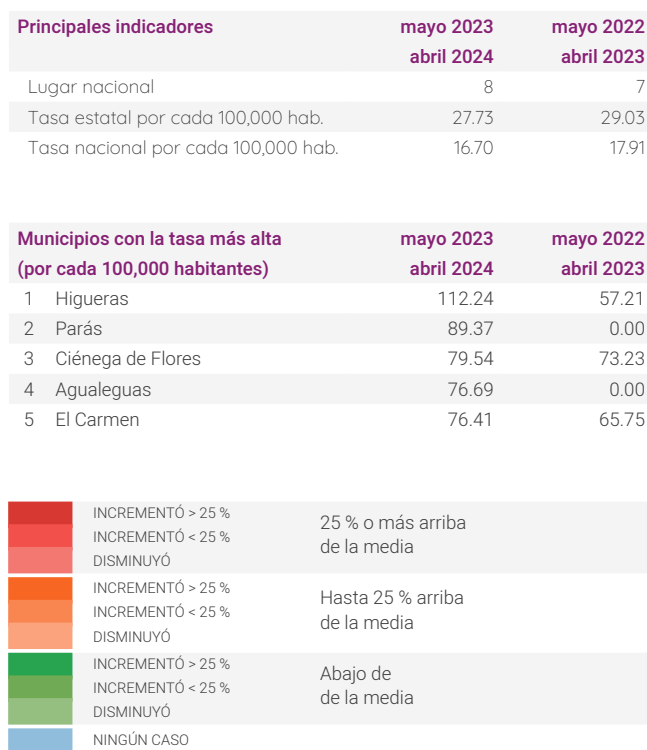 Principales indicadores mayo 2023 mayo 2022
abril 2024 abril 2023
Lugar nacional 8 7
Tasa estatal por cada 100,000 hab. 27.73 29.03
Tasa nacional por cada 100,000 hab. 16.70 17.91
Municipios con la tasa más alta mayo 2023 mayo 2022
(por cada 100,000 habitantes) abril 2024 abril 2023
1 Higueras 112.24 57.21
2 Parás 89.37 0.00
3 Ciénega de Flores 79.54 73.23
4 Agualeguas 76.69 0.00
5 El Carmen 76.41 65.75
INCREMENTÓ > 25 %
INCREMENTÓ < 25 %
DISMINUYÓ
25 % o más arriba
de la media
INCREMENTÓ > 25 %
INCREMENTÓ < 25 %
DISMINUYÓ
Hasta 25 % arriba
de la media
INCREMENTÓ > 25 %
INCREMENTÓ < 25 %
DISMINUYÓ
Abajo de
de la media
NINGÚN CASO